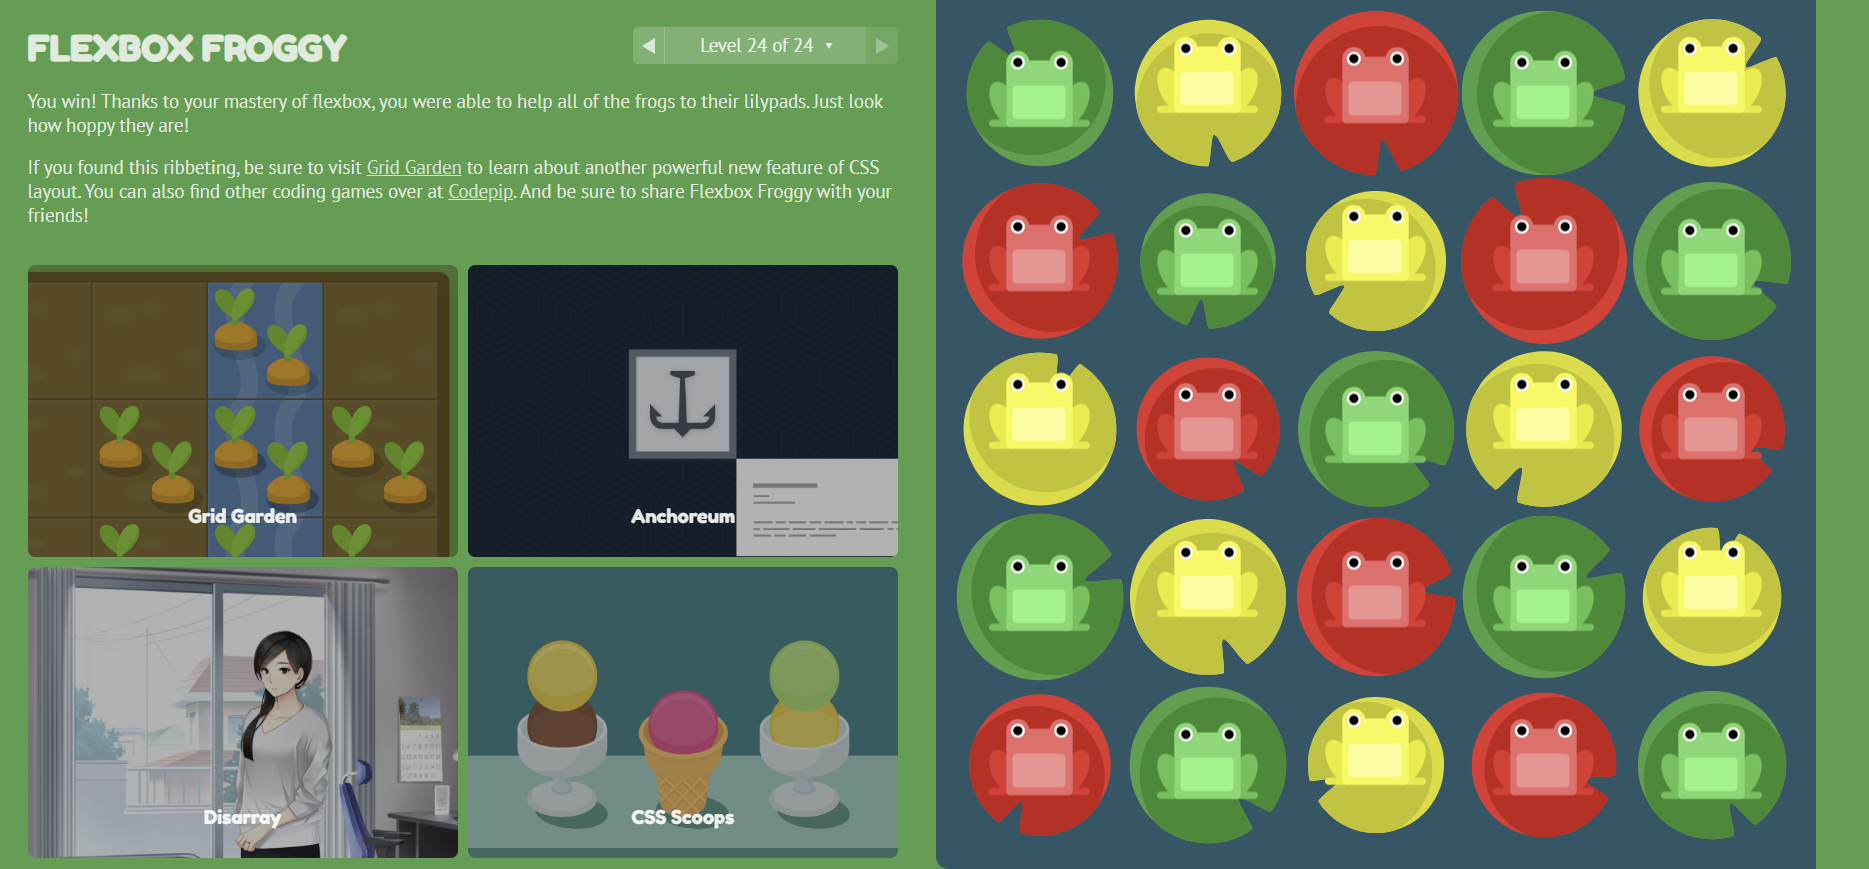 FLEXBOX FROGGY
Level 24 of 24
You win! Thanks to your mastery of flexbox, you were able to help all of the frogs to their lilypads. Just look
how hoppy they are!
If you found this ribbeting, be sure to visit Grid Garden to learn about another powerful new feature of CSS
layout. You can also find other coding games over at Codepip. And be sure to share Flexbox Froggy with your
friends!
Grid Garden
Anchoreum
Disarray
CSS Scoops